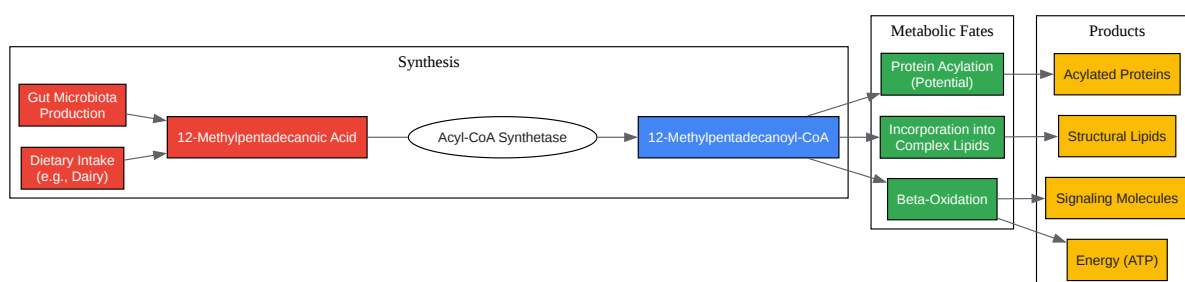 Synthesis
Gut Microbiota
Production
Dietary Intake
(e.g., Dairy)
12-Methylpentadecanoic Acid
Acyl-CoA Synthetase
12-Methylpentadecanoyl-CoA
Metabolic Fates
Protein Acylation
(Potential)
Incorporation into
Complex Lipids
Beta-Oxidation
Products
Acylated Proteins
Structural Lipids
Signaling Molecules
Energy (ATP)